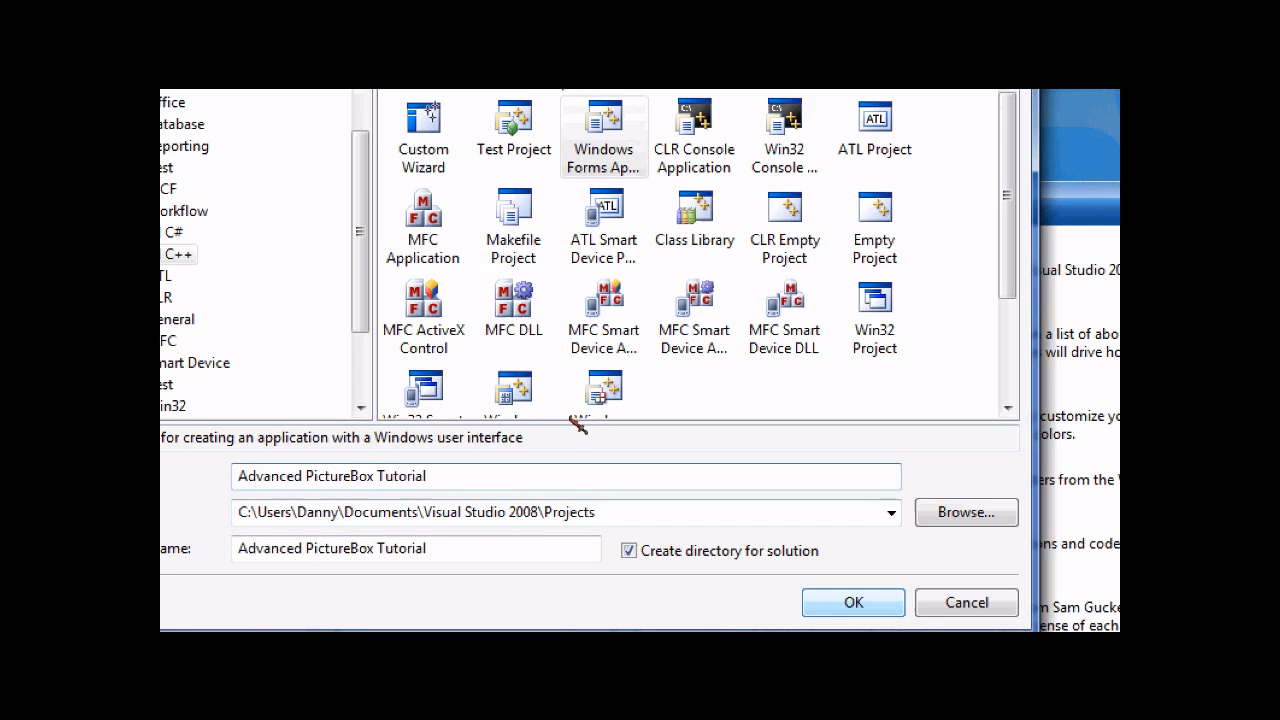 ffice
atabase
eporting
est
CF
orkflow
C#
C++
TL
LR
eneral
FC
mart Device
est
in32
Custom
Wizard
Test Project
Windows
Forms Ap...
CLR Console
Application
Win32
Console ...
ATL Project
MFC
Application
Makefile
Project
ATL Smart
Device P...
Class Library
CLR Empty
Project
Empty
Project
MFC ActiveX
Control
MFC DLL
MFC Smart
Device A...
MFC Smart
Device A...
MFC Smart
Device DLL
Win32
Project
for creating an application with a Windows user interface
Advanced PictureBox Tutorial
C:\Users\Danny\Documents\Visual Studio 2008\Projects
Browse...
ame:
Advanced PictureBox Tutorial
Create directory for solution
OK
Cancel
sual Studio 20
a list of abo
will drive ho
customize yo
olors.
ers from the
ons and code
m Sam Gucke
ense of each